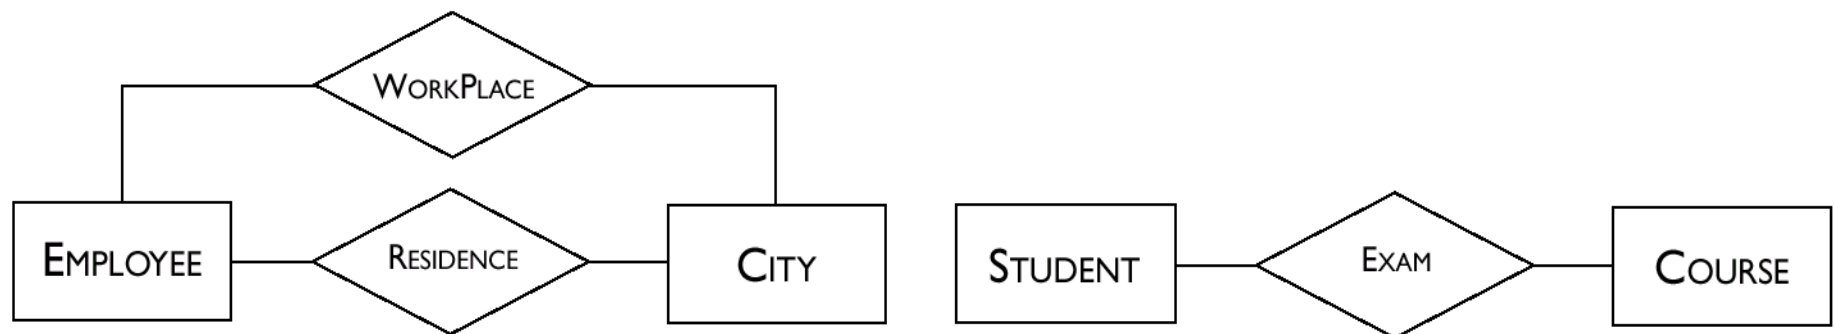 WORKPLACE
EMPLOYEE
RESIDENCE
CITY
STUDENT
EXAM
COURSE